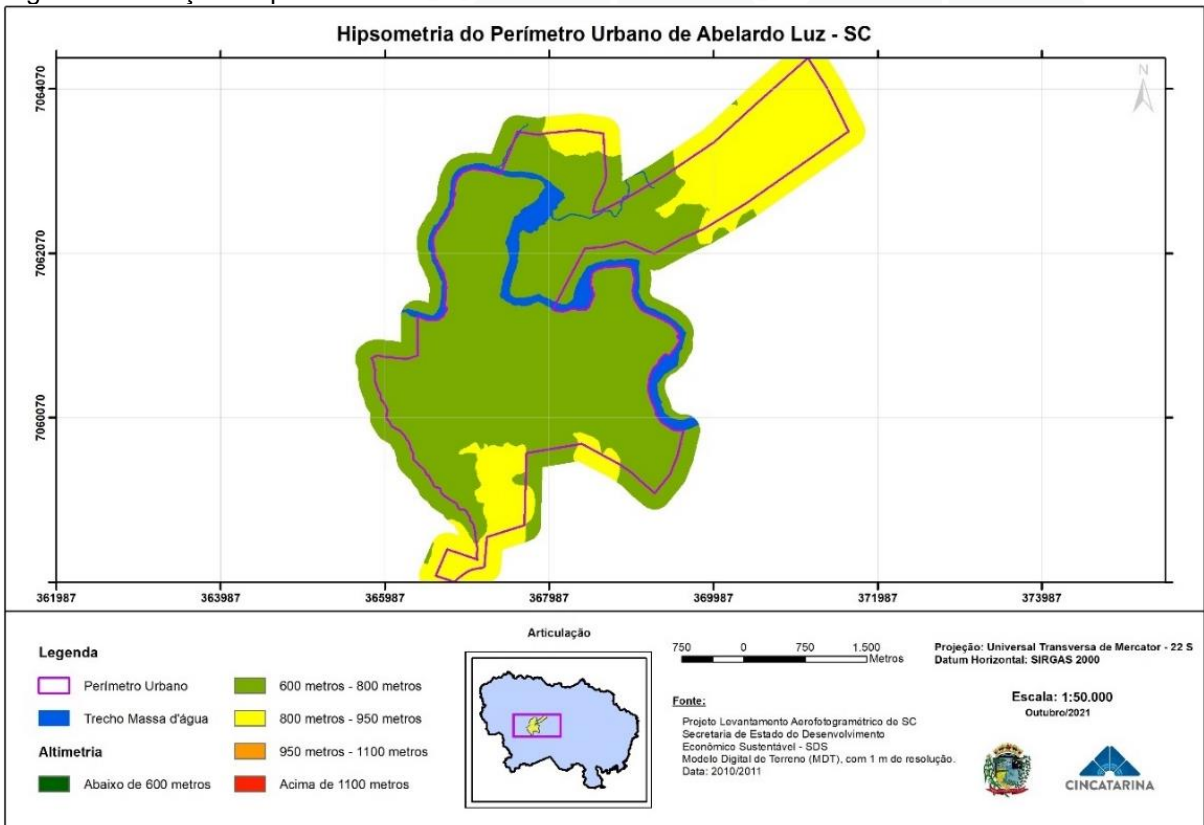 Hipsometria do Perímetro Urbano de Abelardo Luz - SC
N
7064070
7062070
7060070
361987
363987
365987
367987
369987
371987
373987
Legenda
Perímetro Urbano
Trecho Massa d'água
Altimetria
Abaixo de 600 metros
600 metros - 800 metros
800 metros - 950 metros
950 metros - 1100 metros
Acima de 1100 metros
Articulação
750 0 750 1.500
Metros
Projeção: Universal Transversa de Mercator - 22 S
Datum Horizontal: SIRGAS 2000
Fonte:
Projeto Levantamento Aerofotogramétrico do SC
Secretaria de Estado do Desenvolvimento
Econômico Sustentável - SDS
Modelo Digital do Terreno (MDT), com 1 m de resolução.
Data: 2010/2011
Escala: 1:50.000
Outubro/2021
CINCATARINA